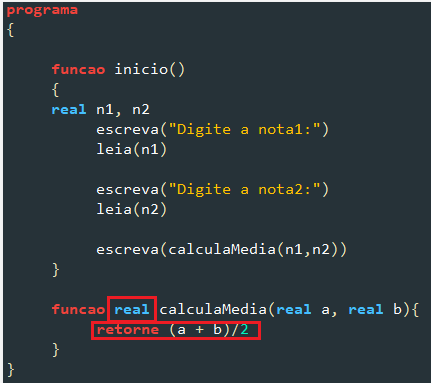 programa
{
funcao inicio()
{
real n1, n2
escreva("Digite a nota1:")
leia(n1)
escreva("Digite a nota2:")
leia(n2)
escreva(calculaMedia(n1,n2))
}
funcao real calculaMedia(real a, real b){
retorne (a + b)/2
}
}